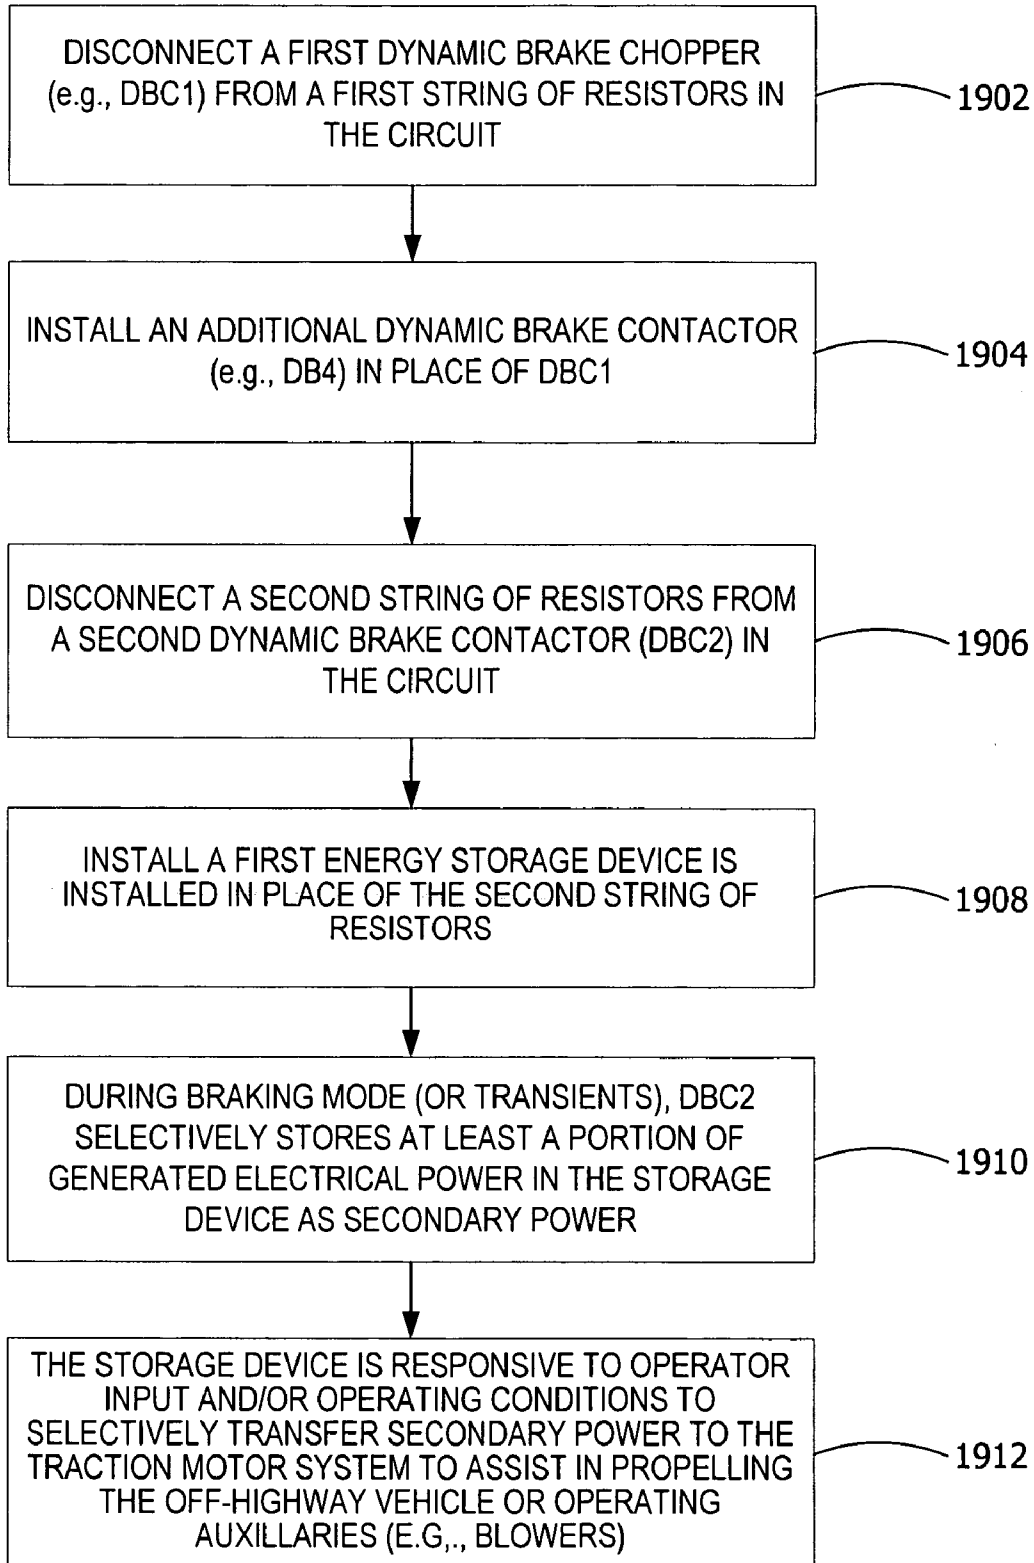 DISCONNECT A FIRST DYNAMIC BRAKE CHOPPER
(e.g., DBC1) FROM A FIRST STRING OF RESISTORS IN
THE CIRCUIT
1902
INSTALL AN ADDITIONAL DYNAMIC BRAKE CONTACTOR
(e.g., DB4) IN PLACE OF DBC1
1904
DISCONNECT A SECOND STRING OF RESISTORS FROM
A SECOND DYNAMIC BRAKE CONTACTOR (DBC2) IN
THE CIRCUIT
1906
INSTALL A FIRST ENERGY STORAGE DEVICE IS
INSTALLED IN PLACE OF THE SECOND STRING OF
RESISTORS
1908
DURING BRAKING MODE (OR TRANSIENTS), DBC2
SELECTIVELY STORES AT LEAST A PORTION OF
GENERATED ELECTRICAL POWER IN THE STORAGE
DEVICE AS SECONDARY POWER
1910
THE STORAGE DEVICE IS RESPONSIVE TO OPERATOR
INPUT AND/OR OPERATING CONDITIONS TO
SELECTIVELY TRANSFER SECONDARY POWER TO THE
TRACTION MOTOR SYSTEM TO ASSIST IN PROPELLING
THE OFF-HIGHWAY VEHICLE OR OPERATING
AUXILLARIES (E.G,., BLOWERS)
1912